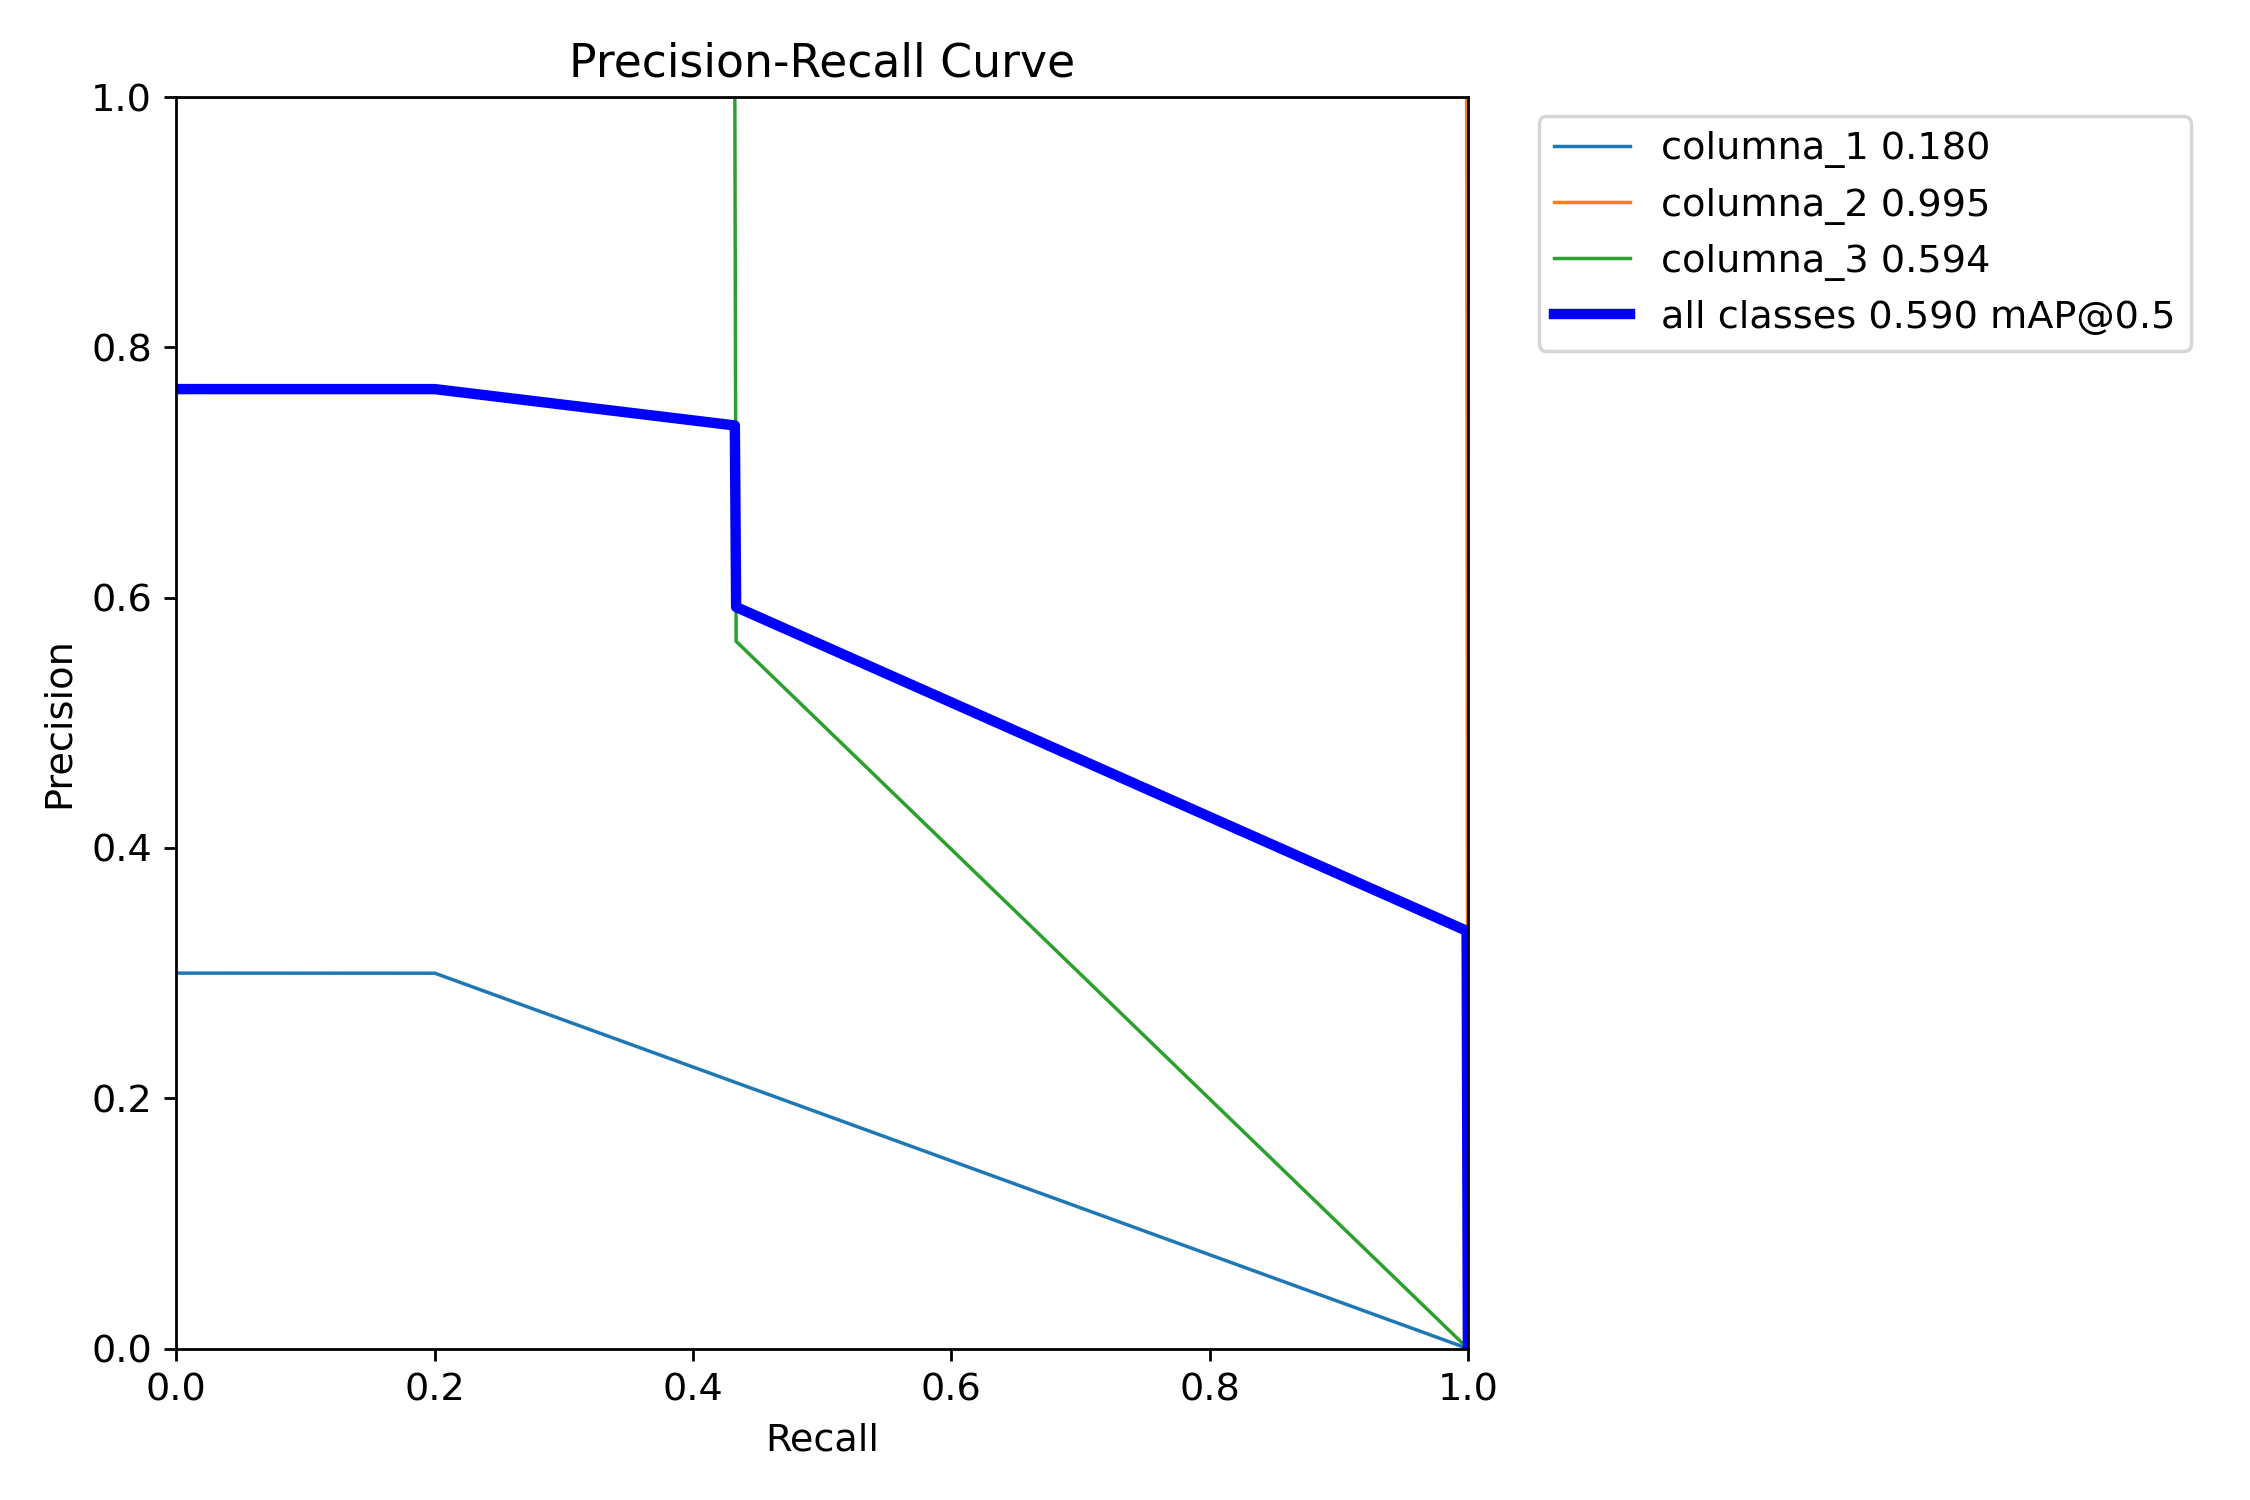 Precision-Recall Curve
1.0
0.8
0.6
0.4
0.2
0.0
Precision
0.0 0.2 0.4 0.6 0.8 1.0
Recall
columna_1 0.180
columna_2 0.995
columna_3 0.594
all classes 0.590 mAP@0.5